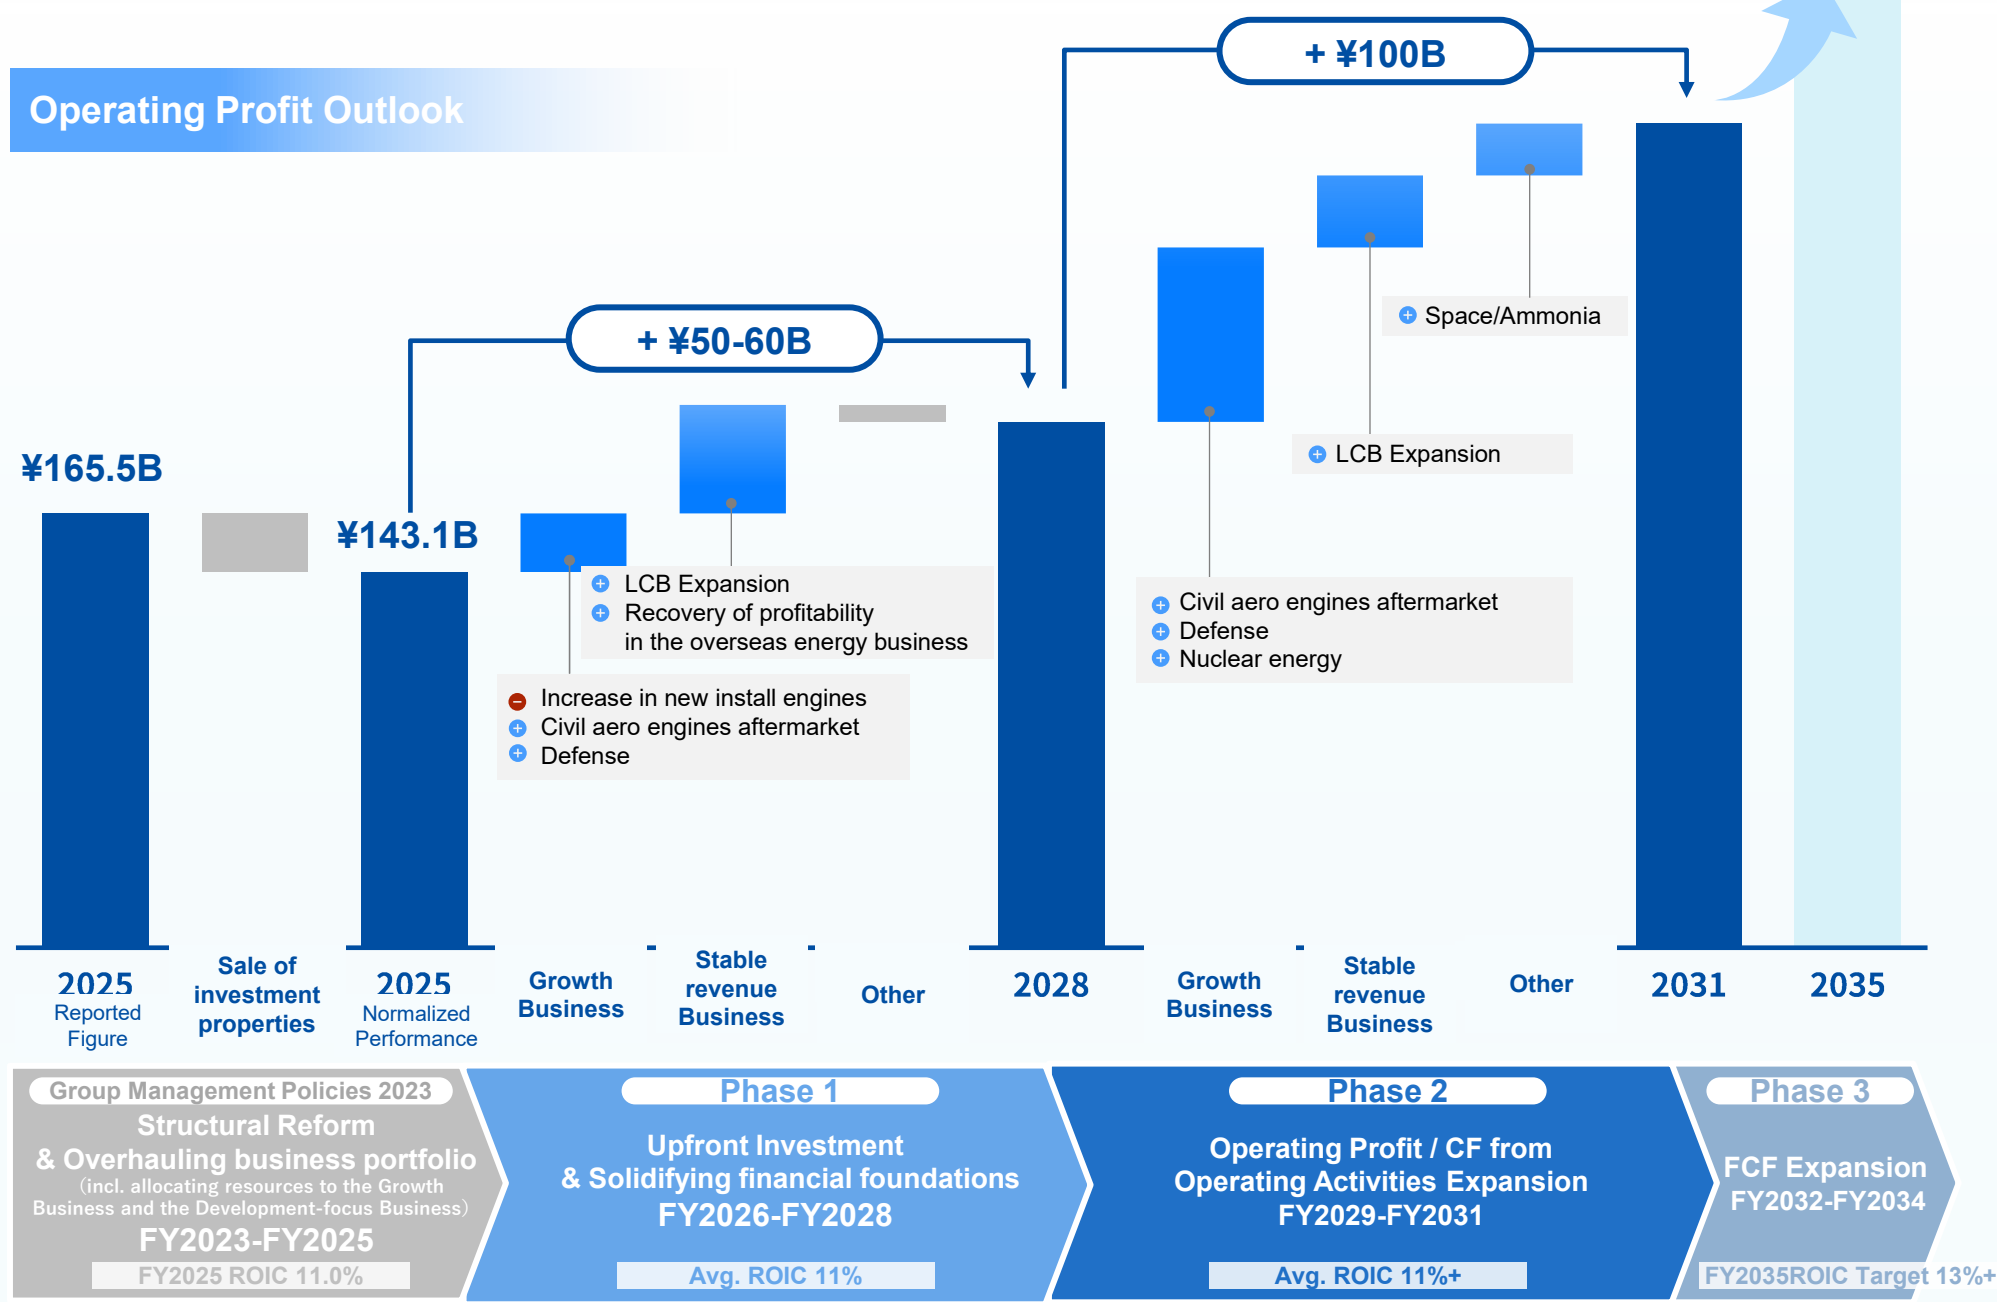 Operating Profit Outlook
+ ¥100B
+ ¥50-60B
¥165.5B
¥143.1B
Space/Ammonia
LCB Expansion
LCB Expansion
Recovery of profitability
in the overseas energy business
Increase in new install engines
Civil aero engines aftermarket
Defense
Civil aero engines aftermarket
Defense
Nuclear energy
2025
Reported
Figure
Sale of
investment
properties
2025
Normalized
Performance
Growth
Business
Stable
revenue
Business
Other
2028
Growth
Business
Stable
revenue
Business
Other
2031
2035
Group Management Policies 2023
Structural Reform
& Overhauling business portfolio
(incl. allocating resources to the Growth
Business and the Development-focus Business)
FY2023-FY2025
FY2025 ROIC 11.0%
Phase 1
Upfront Investment
& Solidifying financial foundations
FY2026-FY2028
Avg. ROIC 11%
Phase 2
Operating Profit / CF from
Operating Activities Expansion
FY2029-FY2031
Avg. ROIC 11%+
Phase 3
FCF Expansion
FY2032-FY2034
FY2035ROIC Target 13%+